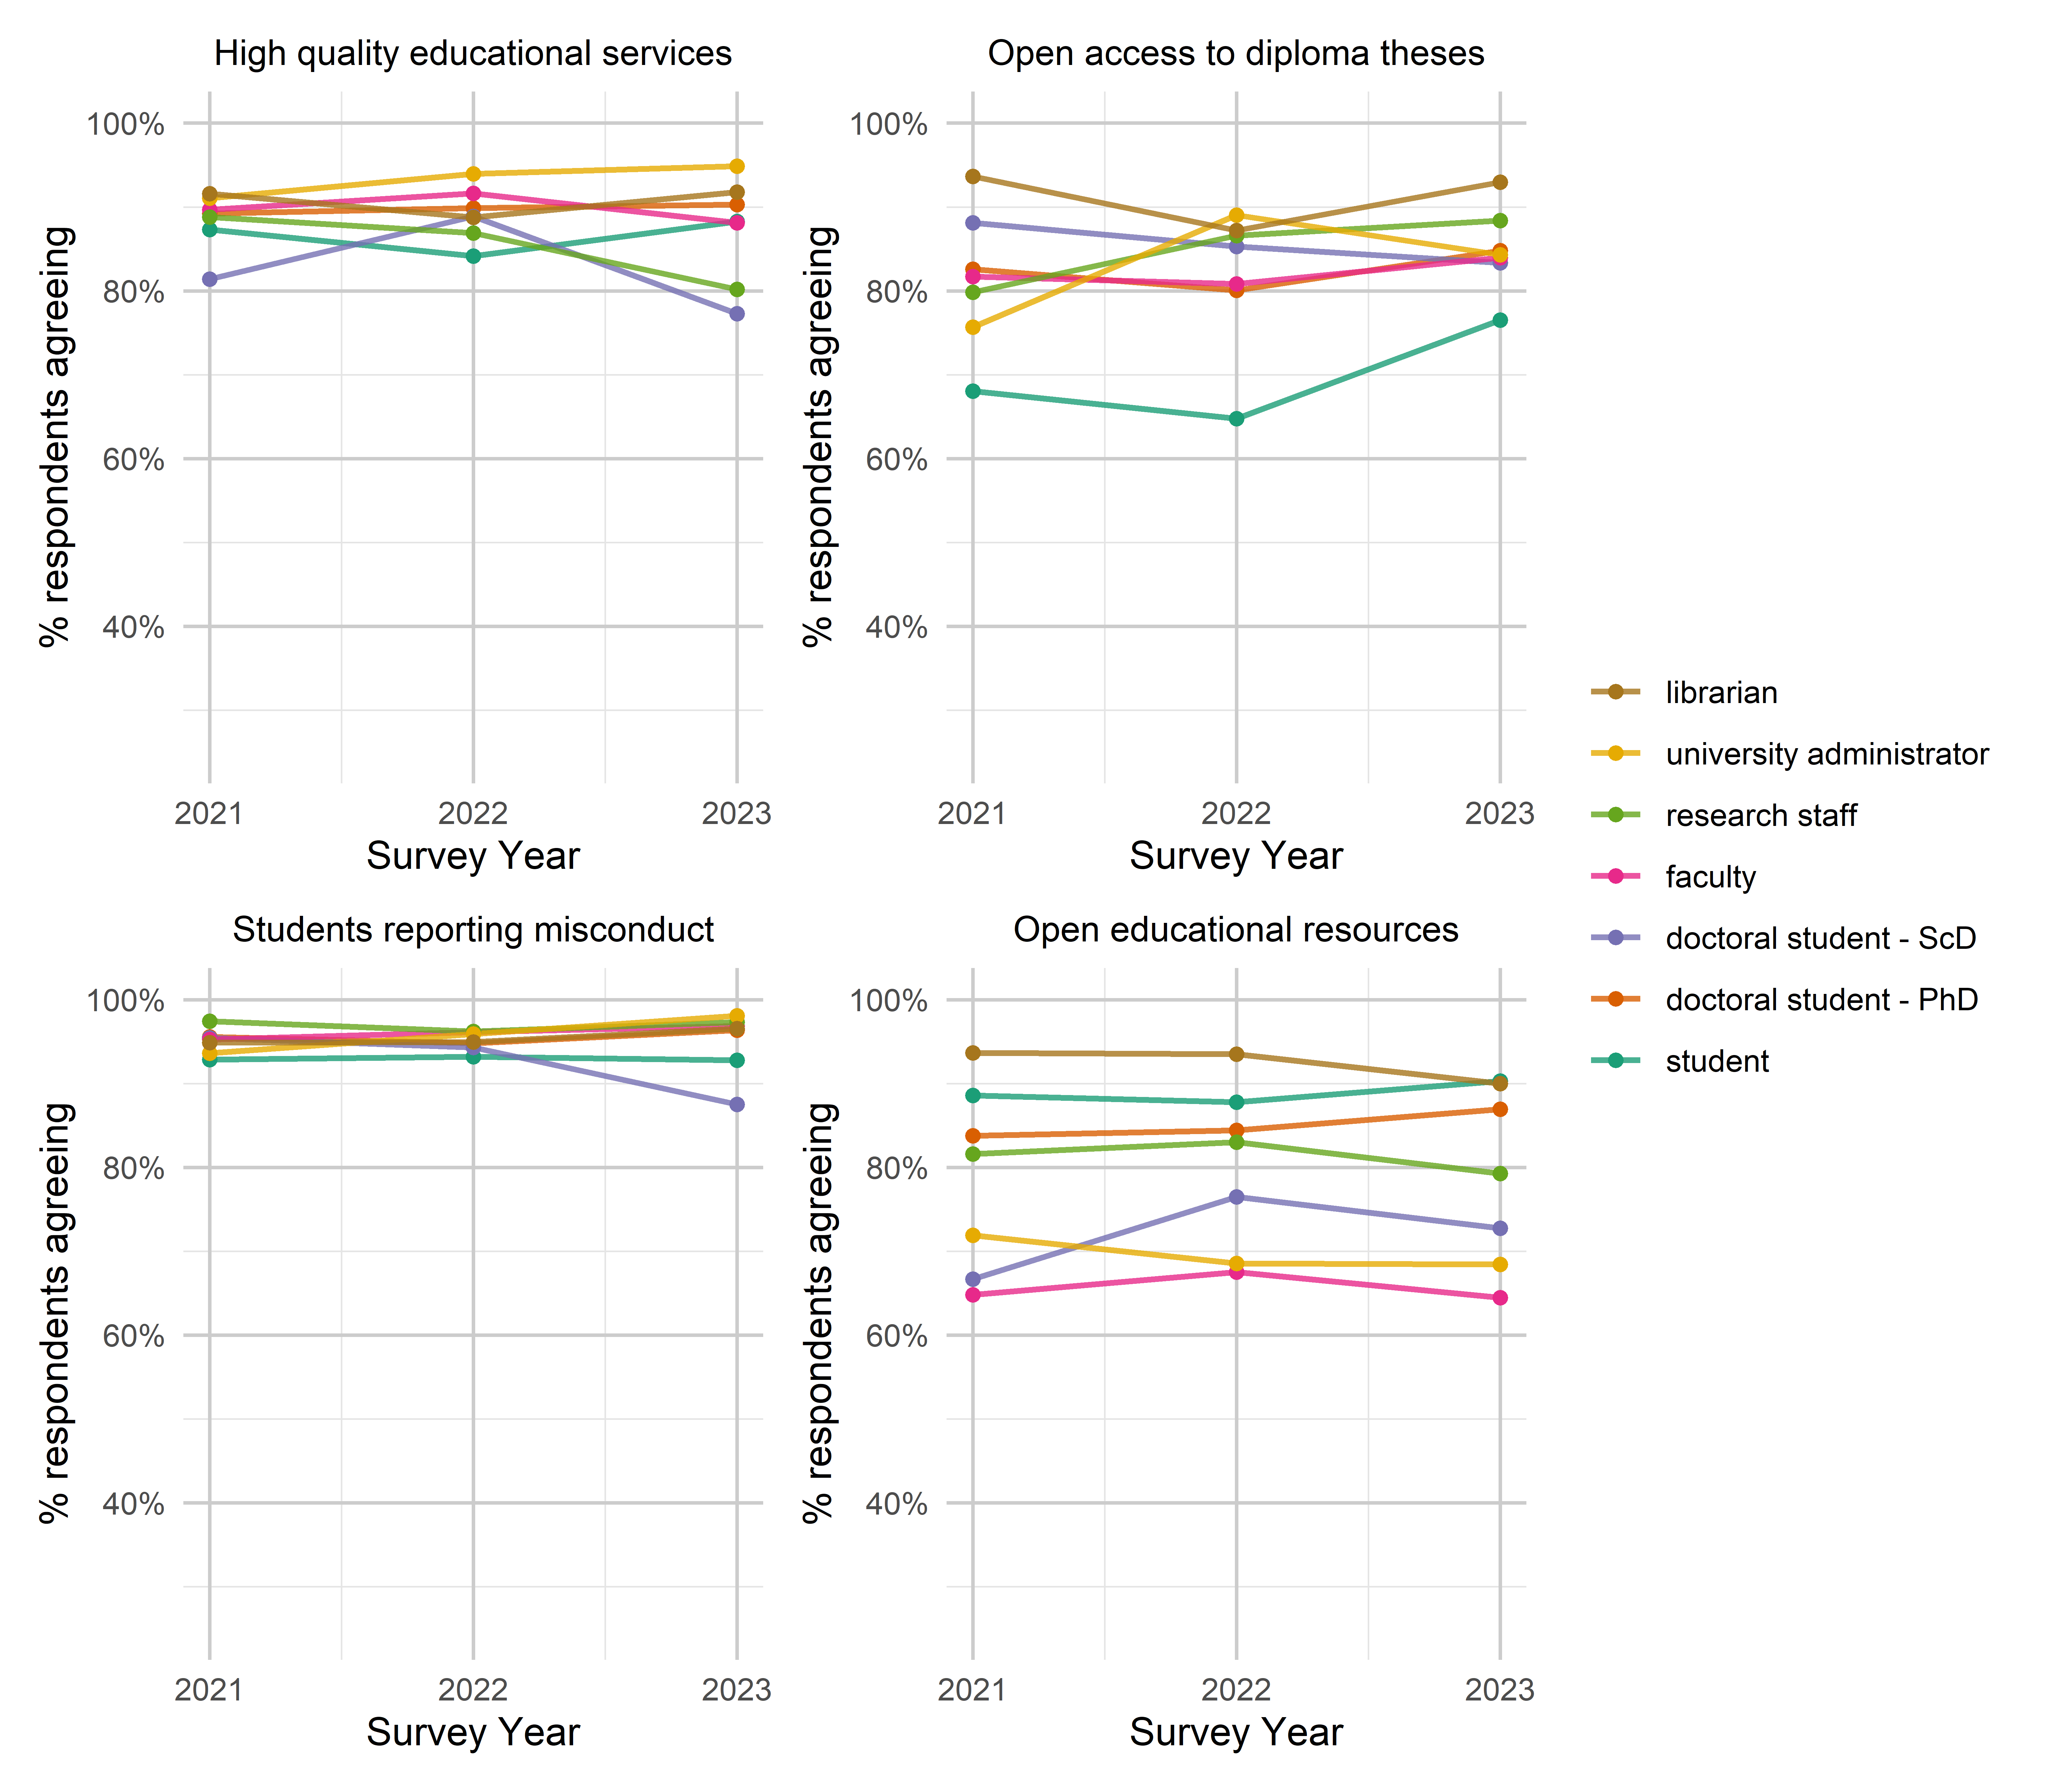 High quality educational services
100%
80%
60%
40%
% respondents agreeing
2021 2022 2023
Survey Year
Open access to diploma theses
100%
80%
60%
40%
% respondents agreeing
2021 2022 2023
Survey Year
Students reporting misconduct
100%
80%
60%
40%
% respondents agreeing
2021 2022 2023
Survey Year
Open educational resources
100%
80%
60%
40%
% respondents agreeing
2021 2022 2023
Survey Year
librarian
university administrator
research staff
faculty
doctoral student - ScD
doctoral student - PhD
student